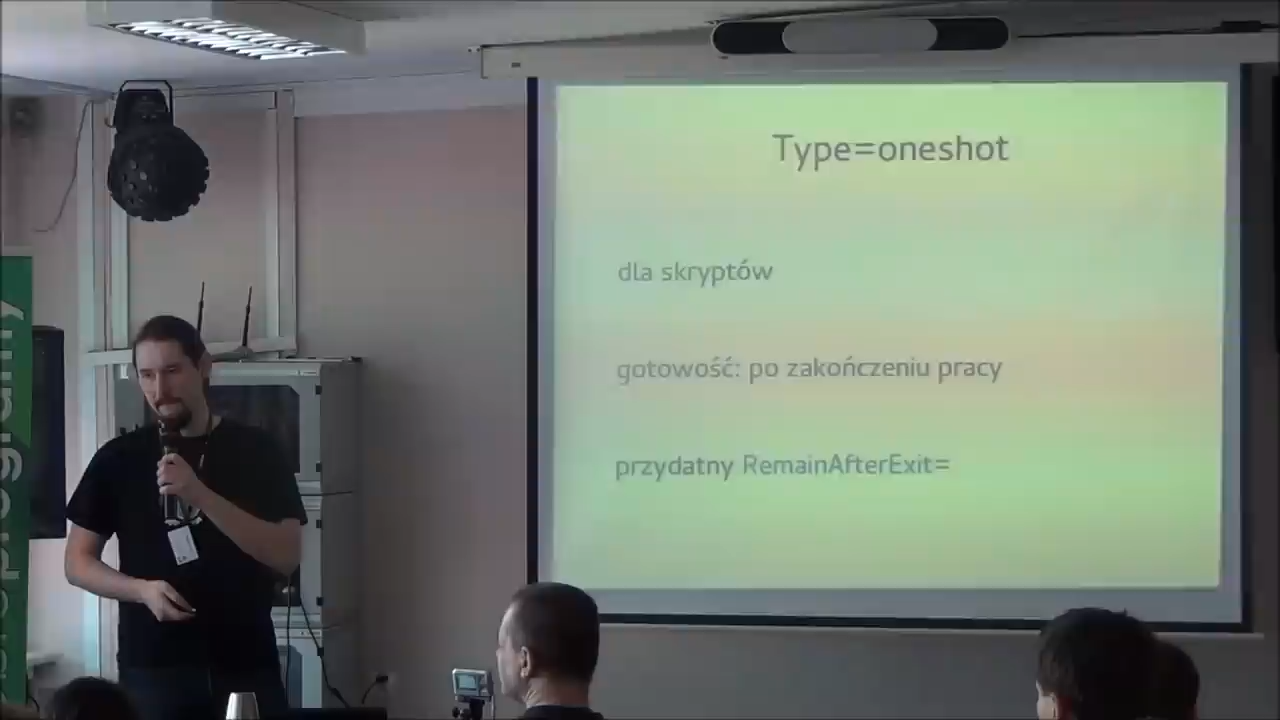 Type=oneshot
dla skryptów
gotowość: po zakończeniu pracy
przydatny RemainAfterExit=